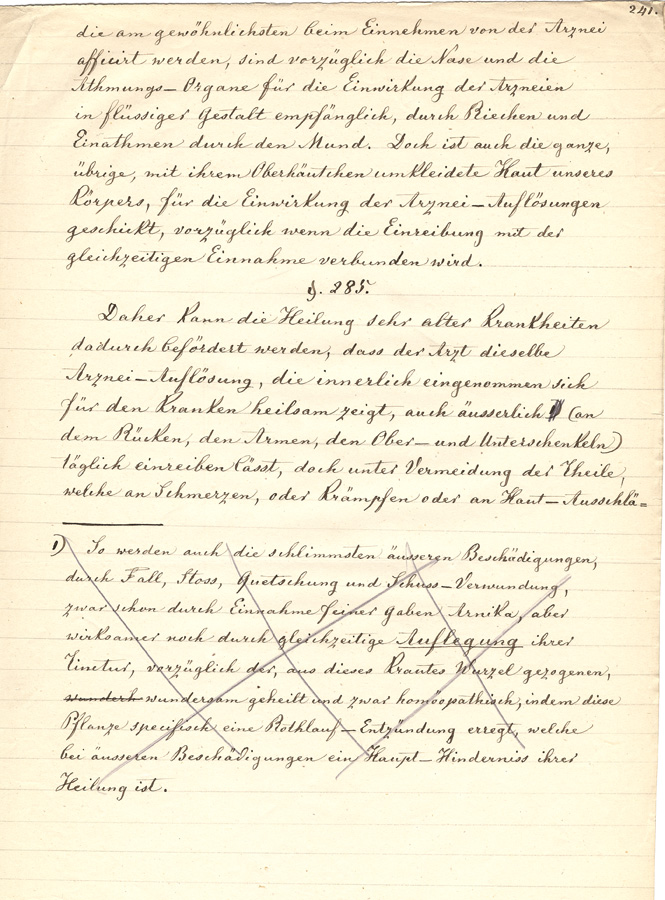 241.
die am gewöhnlichsten beim Einnehmen von der Arznei
afficirt werden, sind vorzüglich die Nase und die
Athmungs-Organe für die Einwirkung der Arzneien
in flüssiger Gestalt empfänglich, durch Riechen und
Einathmen durch den Mund. Doch ist auch die ganze,
übrige, mit ihrem Oberhäutchen umkleidete Haut unseres
Körpers, für die Einwirkung der Arznei-Auflösungen
geschickt, vorzüglich wenn die Einreibung mit der
gleichzeitigen Einnahme verbunden wird.
§. 285.
Daher kann die Heilung sehr alter Krankheiten
dadurch befördert werden, dass der Arzt dieselbe
Arznei-Auflösung, die innerlich eingenommen sich
für den Kranken heilsam zeigt, auch äusserlich (an
dem Rücken, den Armen, den Ober- und Unterschenkeln)
täglich einreiben lässt, doch unter Vermeidung der Theile,
welche an Schmerzen, oder Krämpfen oder an Haut-Ausschlä=
1) So werden auch die schlimmsten äusseren Beschädigungen,
durch Fall, Stoss, Quetschung und Schuss-Verwundung,
zwar schon durch Einnahme feiner Gaben Arnika, aber
wirksamer noch durch gleichzeitige Auflegung ihrer
Tinctur, vorzüglich der, aus dieses Krautes Wurzel gezogenen,
wunderh wundersam geheilt und zwar homöopathisch, indem diese
Pflanze specifisch eine Rothlauf-Entzündung erregt, welche
bei äusseren Beschädigungen ein Haupt-Hinderniss ihrer
Heilung ist.